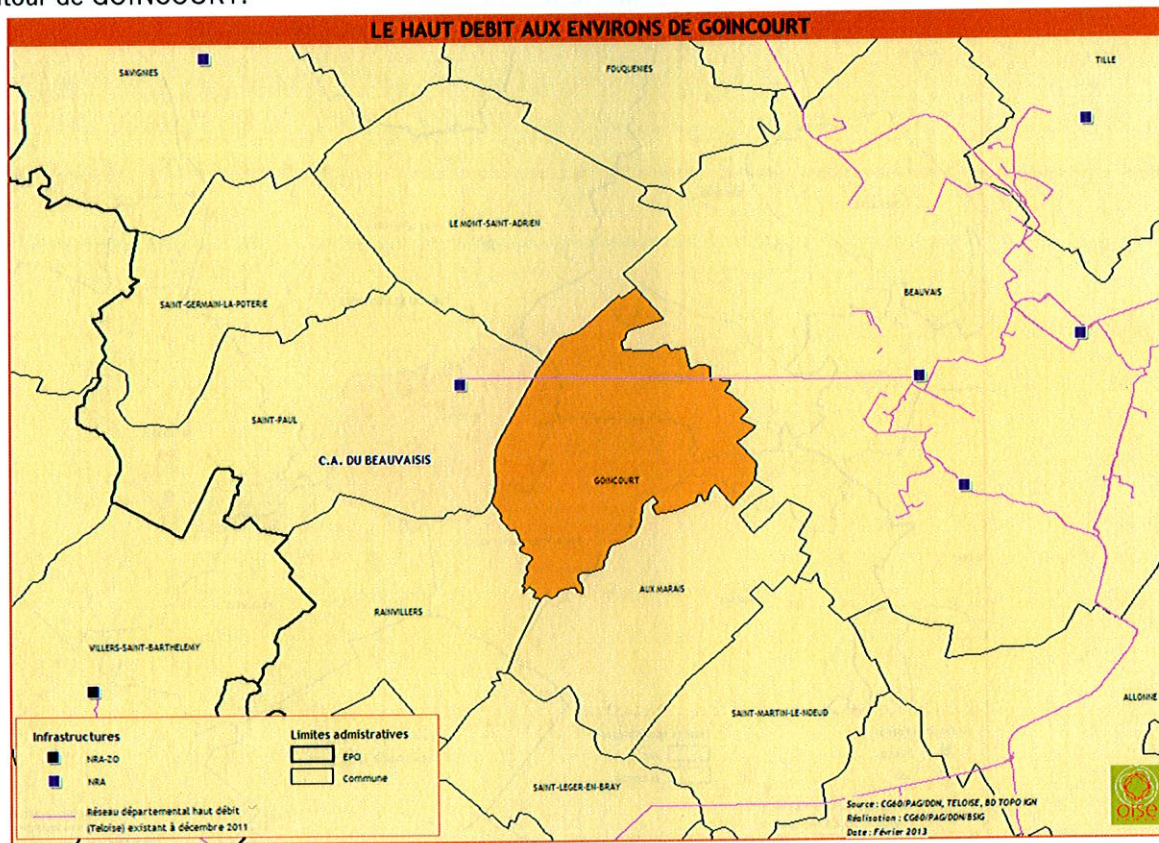 tour de GOINCOURT.
LE HAUT DEBIT AUX ENVIRONS DE GOINCOURT
SAVIGNIES
FOUQUENIES
TILLE
LE MONT-SAINT-ADRIEN
SAINT-GERMAIN-LA-POTERIE
BEAUVAIS
SAINT-PAUL
C.A. DU BEAUVAISIS
GOINCOURT
AUX MARAIS
RAINVILLERS
VILLERS-SAINT-BARTHELEMY
ALLONNE
SAINT-MARTIN-LE-NOEUD
SAINT-LEGER-EN-BRAY
Infrastructures
NRA-ZO
NRA
Réseau départemental haut débit
(Teloise) existant à décembre 2011
Limites admistratives
EPCI
Commune
Source : CG60/PAG/DDN, TELOISE, BD TOPO IGN
Réalisation : CG60/PAG/DDN/BSIG
Date : Février 2013
oise